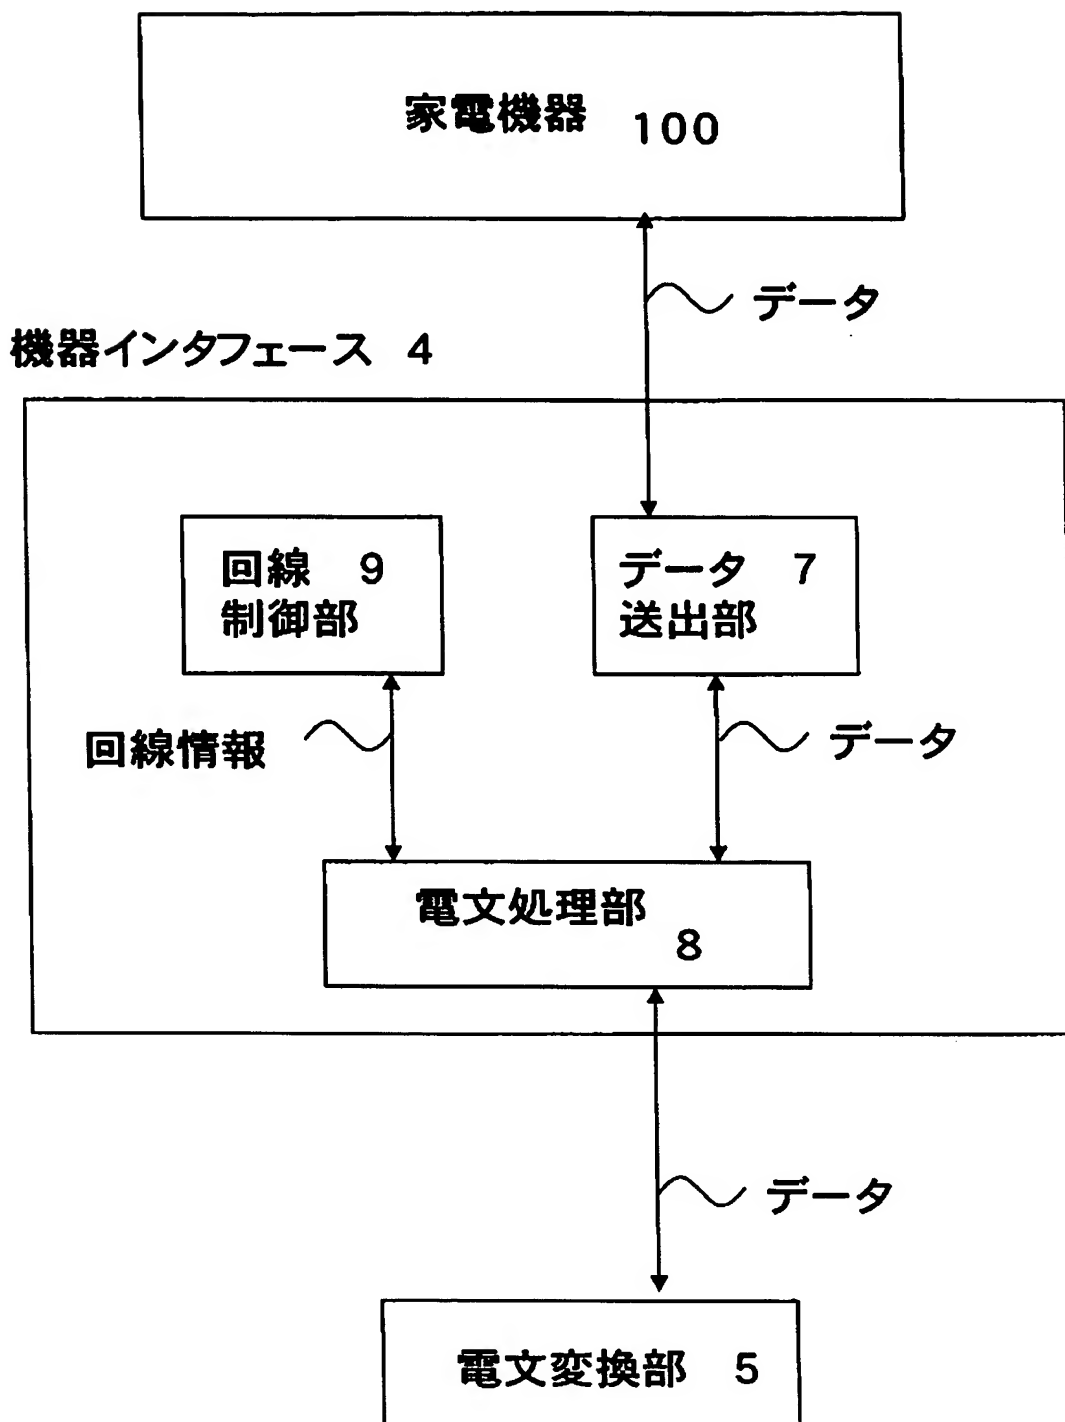 家電機器 100
データ
機器インタフェース 4
回線 9
制御部
データ 7
送出部
回線情報
データ
電文処理部
8
データ
電文変換部 5